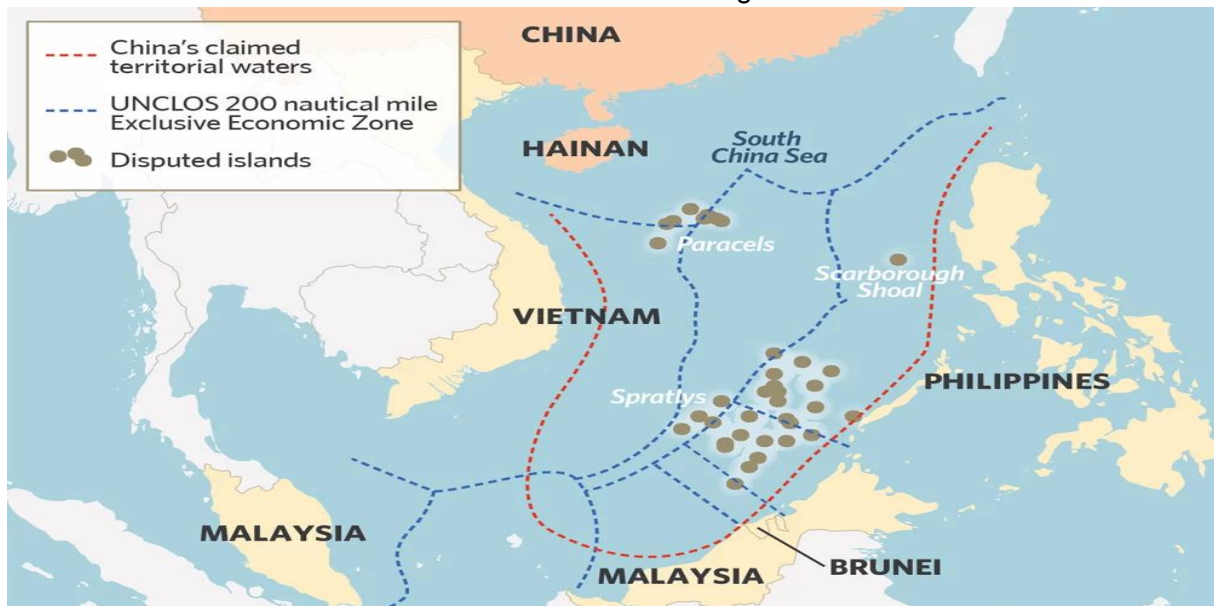 China's claimed
territorial waters
UNCLOS 200 nautical mile
Exclusive Economic Zone
Disputed islands
CHINA
HAINAN
South
China Sea
Paracels
Scarborough
Shoal
VIETNAM
Spratlys
PHILIPPINES
MALAYSIA
MALAYSIA
BRUNEI